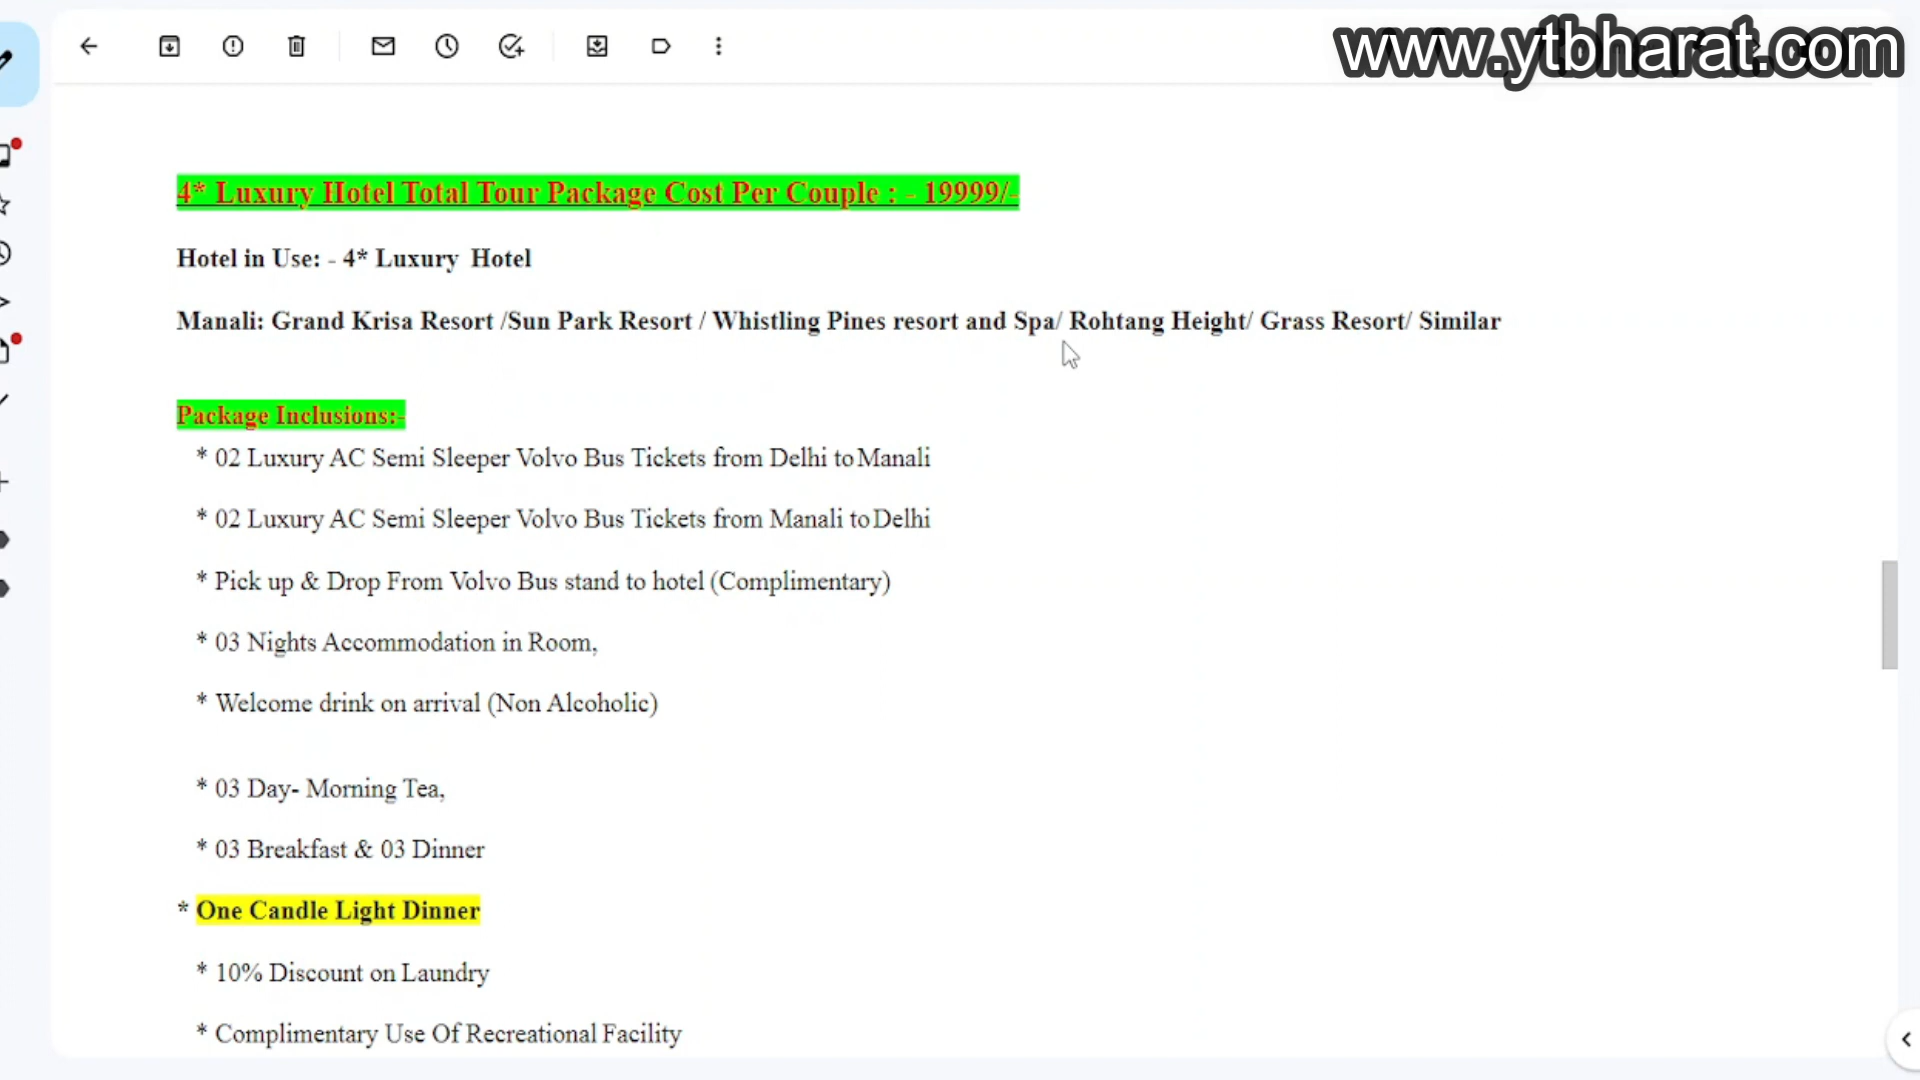 www.ytbharat.com
4* Luxury Hotel Total Tour Package Cost Per Couple : - 19999/-
Hotel in Use: - 4* Luxury Hotel
Manali: Grand Krisa Resort /Sun Park Resort / Whistling Pines resort and Spa/ Rohtang Height/ Grass Resort/ Similar
Package Inclusions:-
* 02 Luxury AC Semi Sleeper Volvo Bus Tickets from Delhi to Manali
* 02 Luxury AC Semi Sleeper Volvo Bus Tickets from Manali to Delhi
* Pick up & Drop From Volvo Bus stand to hotel (Complimentary)
* 03 Nights Accommodation in Room,
* Welcome drink on arrival (Non Alcoholic)
* 03 Day- Morning Tea,
* 03 Breakfast & 03 Dinner
* One Candle Light Dinner
* 10% Discount on Laundry
* Complimentary Use Of Recreational Facility